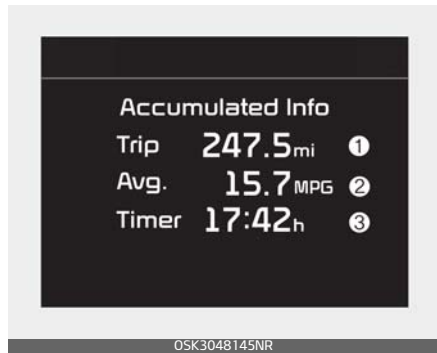 Accumulated Info
Trip 247.5mi ❶
Avg. 15.7MPG ❷
Timer 17:42h ❸
OSK3048145NR